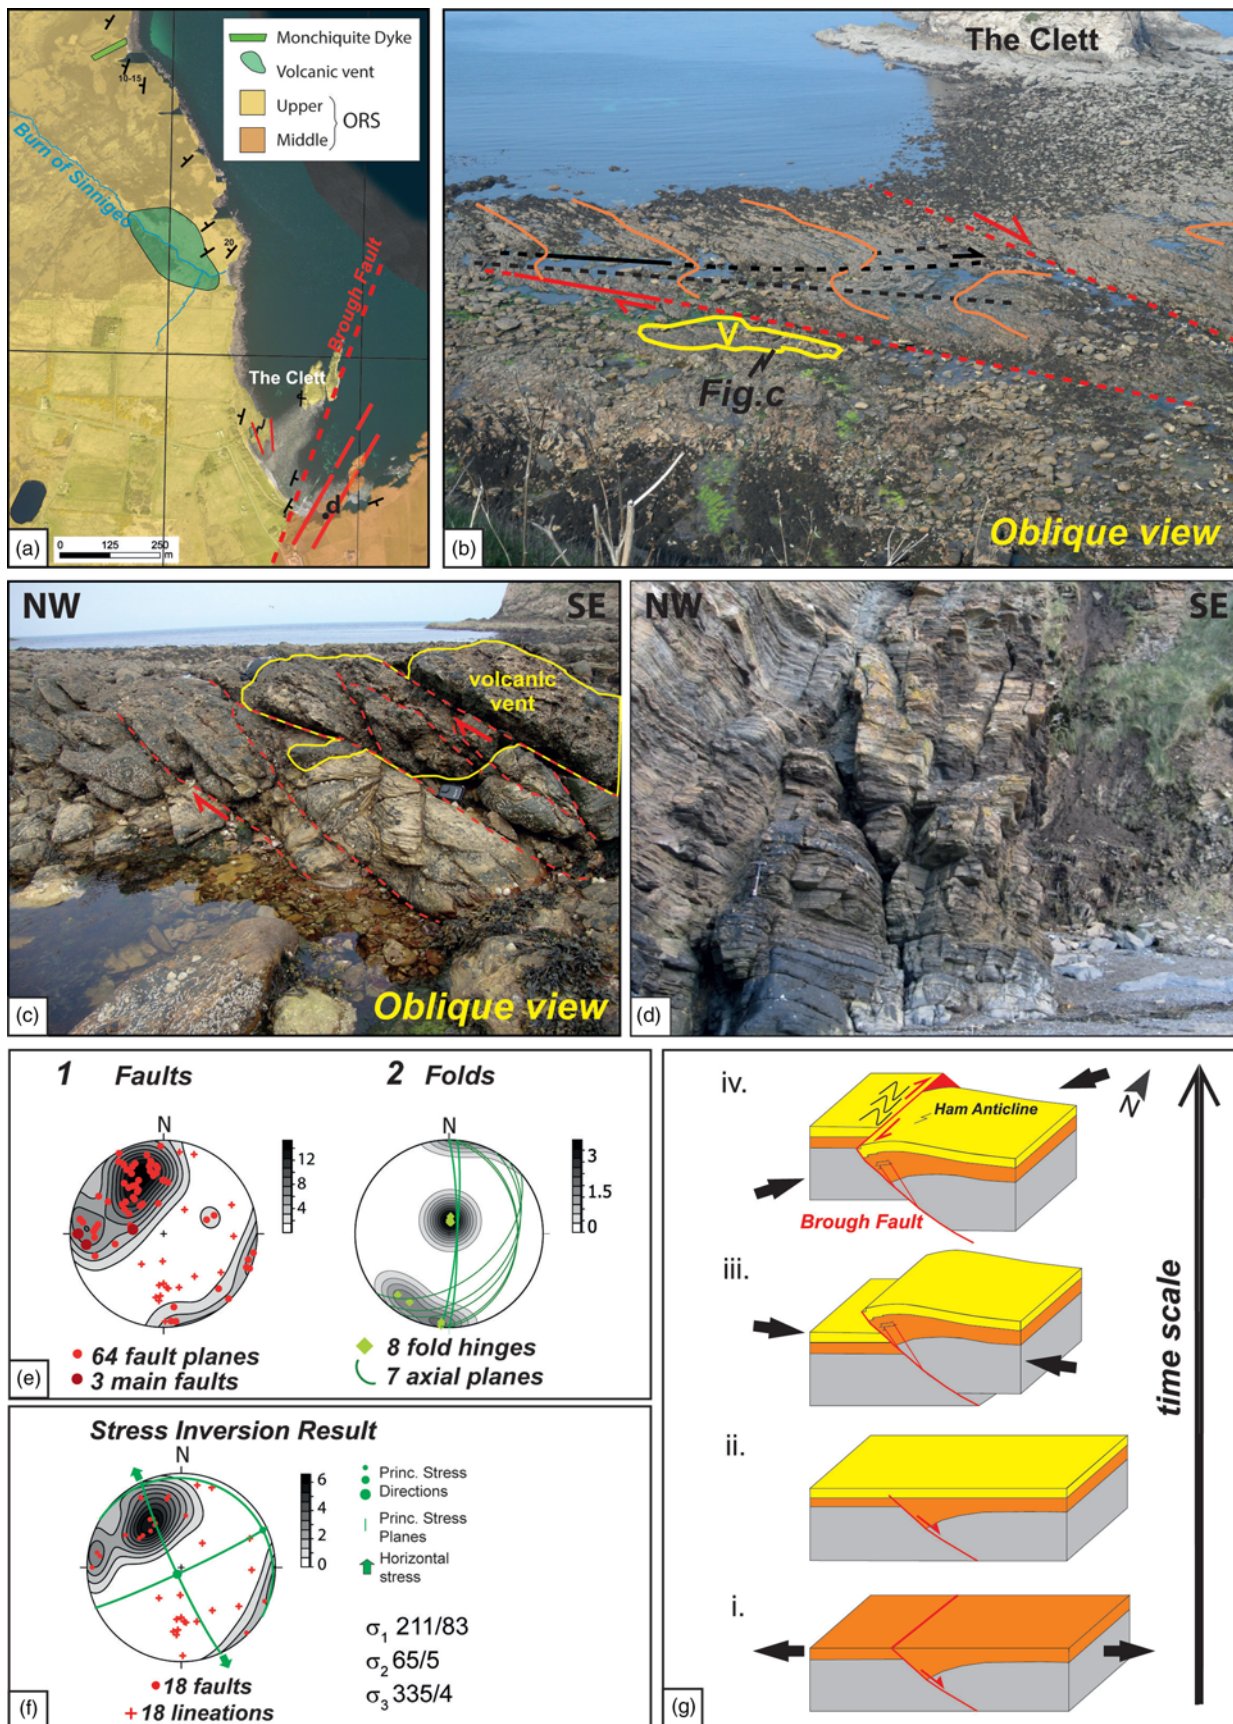 Monchiquite Dyke
Volcanic vent
Upper
Middle
ORS
10-15
Burn of Sinnigeo
20
Brough Fault
The Clett
d
(a)
0 125 250
m
The Clett
V
Fig.c
Oblique view
(b)
NW SE
volcanic
vent
Oblique view
(c)
NW SE
(d)
1 Faults
N
12
8
4
64 fault planes
3 main faults
2 Folds
N
3
1.5
0
8 fold hinges
7 axial planes
(e)
Stress Inversion Result
N
6
4
2
0
Princ. Stress
Directions
Princ. Stress
Planes
Horizontal
stress
σ1 211/83
σ2 65/5
σ3 335/4
18 faults
+ 18 lineations
(f)
iv.
Ham Anticline
N
Brough Fault
iii.
ii.
i.
time scale
(g)